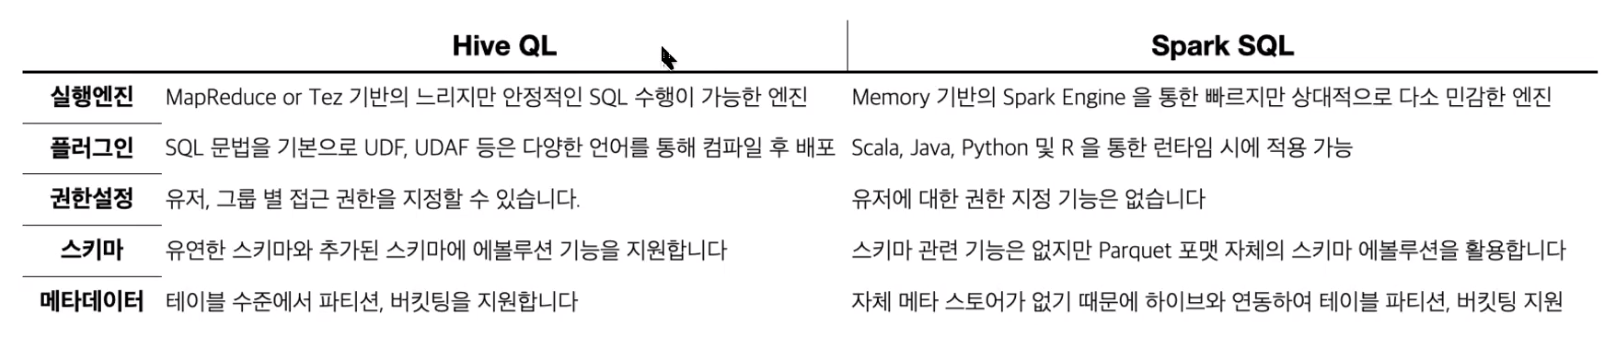 Hive QL Spark SQL
실행엔진 MapReduce or Tez 기반의 느리지만 안정적인 SQL 수행이 가능한 엔진 Memory 기반의 Spark Engine 을 통한 빠르지만 상대적으로 다소 민감한 엔진
플러그인 SQL 문법을 기본으로 UDF, UDAF 등은 다양한 언어를 통해 컴파일 후 배포 Scala, Java, Python 및 R 을 통한 런타임 시에 적용 가능
권한설정 유저, 그룹 별 접근 권한을 지정할 수 있습니다. 유저에 대한 권한 지정 기능은 없습니다
스키마 유연한 스키마와 추가된 스키마에 에볼루션 기능을 지원합니다 스키마 관련 기능은 없지만 Parquet 포맷 자체의 스키마 에볼루션을 활용합니다
메타데이터 테이블 수준에서 파티션, 버킷팅을 지원합니다 자체 메타 스토어가 없기 때문에 하이브와 연동하여 테이블 파티션, 버킷팅 지원